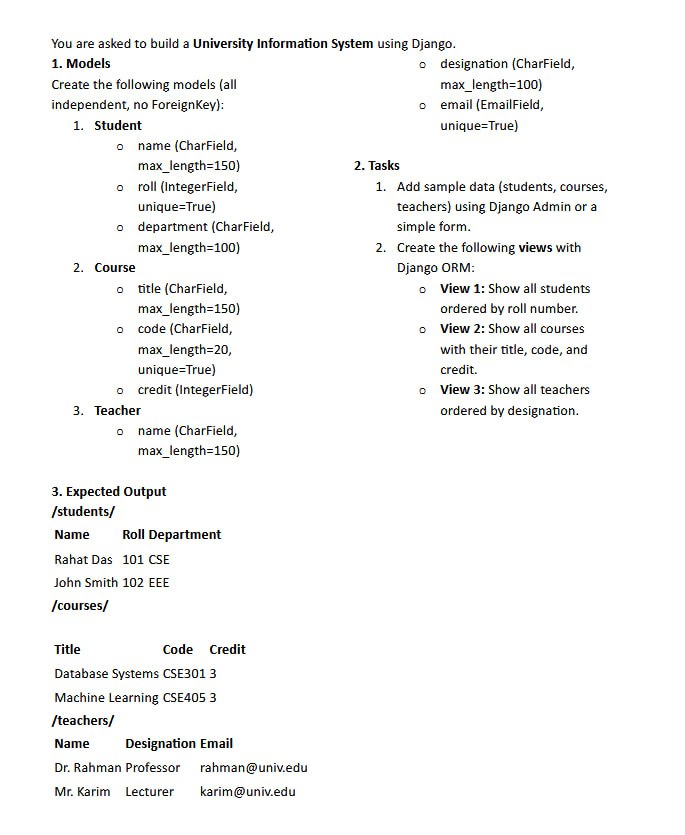 You are asked to build a University Information System using Django.
1. Models
Create the following models (all
independent, no ForeignKey):
1. Student
o name (CharField,
max_length=150)
o roll (IntegerField,
unique=True)
o department (CharField,
max_length=100)
2. Course
o title (CharField,
max_length=150)
o code (CharField,
max_length=20,
unique=True)
o credit (IntegerField)
3. Teacher
o name (CharField,
max_length=150)
o designation (CharField,
max_length=100)
o email (EmailField,
unique=True)
2. Tasks
1. Add sample data (students, courses,
teachers) using Django Admin or a
simple form.
2. Create the following views with
Django ORM:
o View 1: Show all students
ordered by roll number.
o View 2: Show all courses
with their title, code, and
credit.
o View 3: Show all teachers
ordered by designation.
3. Expected Output
/students/
Name Roll Department
Rahat Das 101 CSE
John Smith 102 EEE
/courses/
Title Code Credit
Database Systems CSE301 3
Machine Learning CSE405 3
/teachers/
Name Designation Email
Dr. Rahman Professor rahman@univ.edu
Mr. Karim Lecturer karim@univ.edu